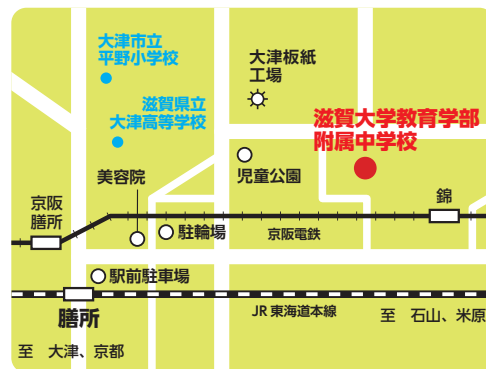 大津市立
平野小学校
大津板紙
工場
滋賀県立
大津高等学校
滋賀大学教育学部
附属中学校
美容院
児童公園
京阪
膳所
錦
駐輪場
京阪電鉄
駅前駐車場
膳所
JR東海道本線
至 石山、米原
至 大津、京都